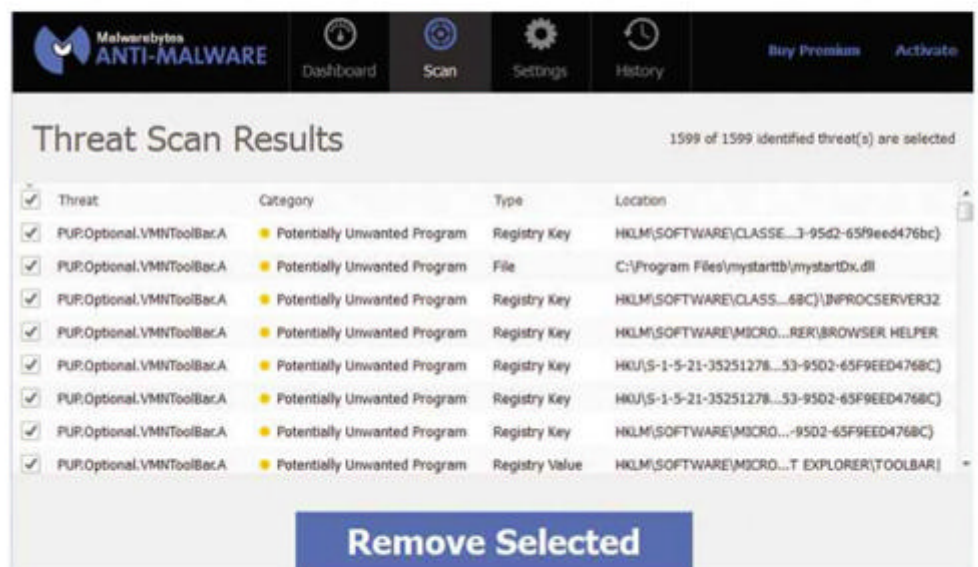 Malwarebytes
ANTI-MALWARE
Dashboard
Scan
Settings
History
Buy Premium
Activate
Threat Scan Results
1599 of 1599 identified threat(s) are selected
Threat Category Type Location
PUP.Optional.VMNToolBar.A Potentially Unwanted Program Registry Key HKLM\SOFTWARE\CLASSE...3-95d2-65f9eed476bc}
PUP.Optional.VMNToolBar.A Potentially Unwanted Program File C:\Program Files\mystarttb\mystartDx.dll
PUP.Optional.VMNToolBar.A Potentially Unwanted Program Registry Key HKLM\SOFTWARE\CLASS...6BC}\INPROCSERVER32
PUP.Optional.VMNToolBar.A Potentially Unwanted Program Registry Key HKLM\SOFTWARE\MICRO...RER\BROWSER HELPER
PUP.Optional.VMNToolBar.A Potentially Unwanted Program Registry Key HKU\S-1-5-21-35251278...53-95D2-65F9EED476BC}
PUP.Optional.VMNToolBar.A Potentially Unwanted Program Registry Key HKU\S-1-5-21-35251278...53-95D2-65F9EED476BC}
PUP.Optional.VMNToolBar.A Potentially Unwanted Program Registry Key HKLM\SOFTWARE\MICRO...-95D2-65F9EED476BC}
PUP.Optional.VMNToolBar.A Potentially Unwanted Program Registry Value HKLM\SOFTWARE\MICRO...T EXPLORER\TOOLBAR|
Remove Selected